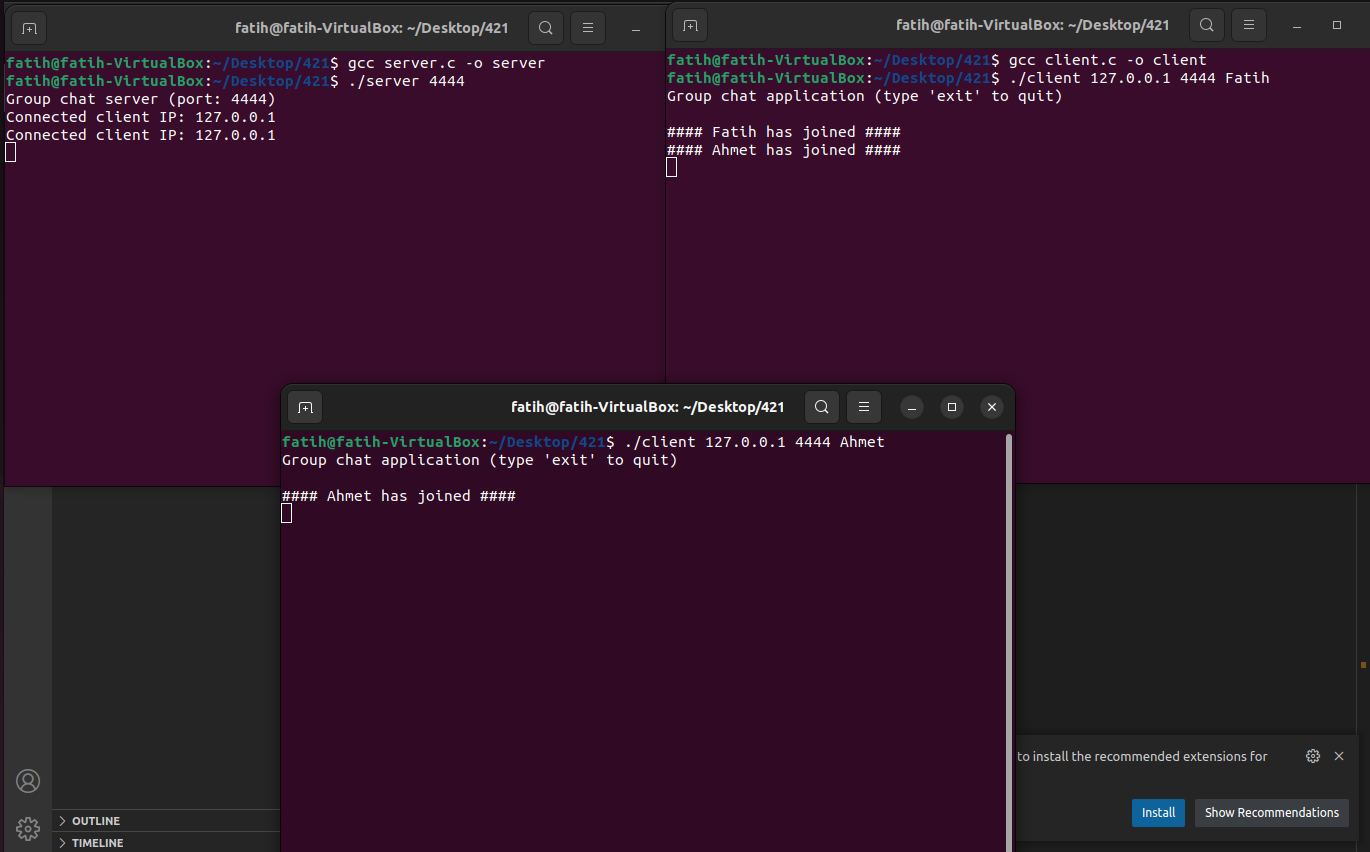 fatih@fatih-VirtualBox: ~/Desktop/421
fatih@fatih-VirtualBox:~/Desktop/421$ gcc server.c -o server
fatih@fatih-VirtualBox:~/Desktop/421$ ./server 4444
Group chat server (port: 4444)
Connected client IP: 127.0.0.1
Connected client IP: 127.0.0.1
fatih@fatih-VirtualBox: ~/Desktop/421
fatih@fatih-VirtualBox:~/Desktop/421$ gcc client.c -o client
fatih@fatih-VirtualBox:~/Desktop/421$ ./client 127.0.0.1 4444 Fatih
Group chat application (type 'exit' to quit)
#### Fatih has joined ####
#### Ahmet has joined ####
fatih@fatih-VirtualBox: ~/Desktop/421
fatih@fatih-VirtualBox:~/Desktop/421$ ./client 127.0.0.1 4444 Ahmet
Group chat application (type 'exit' to quit)
#### Ahmet has joined ####
to install the recommended extensions for
Install
Show Recommendations
OUTLINE
TIMELINE